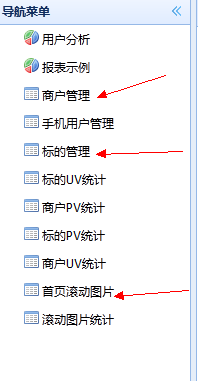 导航菜单
用户分析
报表示例
商户管理
手机用户管理
标的管理
标的UV统计
商户PV统计
标的PV统计
商户UV统计
首页滚动图片
滚动图片统计